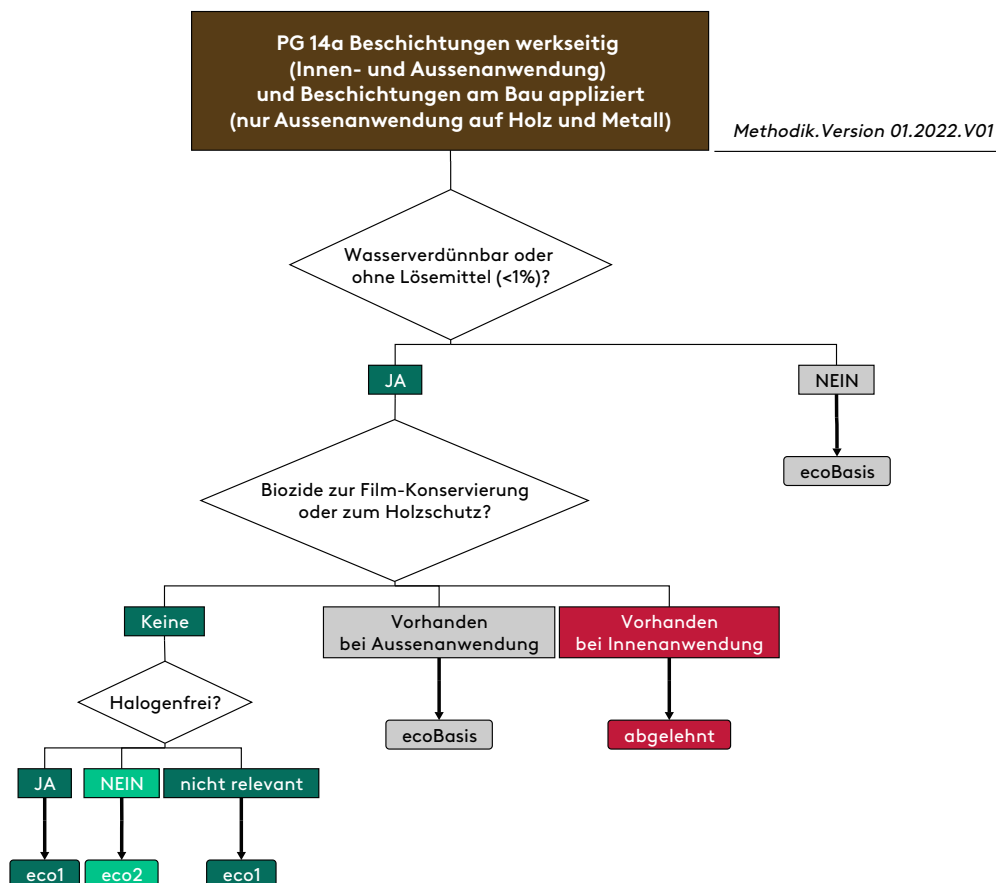 PG 14a Beschichtungen werkseitig
(Innen- und Aussenanwendung)
und Beschichtungen am Bau appliziert
(nur Aussenanwendung auf Holz und Metall)
Methodik.Version 01.2022.V01
Wasserverdünnbar oder
ohne Lösemittel (<1%)?
JA
NEIN
ecoBasis
Biozide zur Film-Konservierung
oder zum Holzschutz?
Keine
Vorhanden
bei Aussenanwendung
Vorhanden
bei Innenanwendung
Halogenfrei?
ecoBasis
abgelehnt
JA
NEIN
nicht relevant
eco1
eco2
eco1